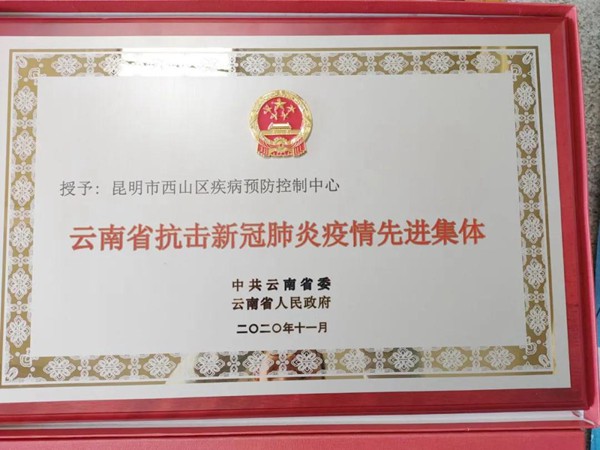 授予：昆明市西山区疾病预防控制中心
云南省抗击新冠肺炎疫情先进集体
中共云南省委
云南省人民政府
二〇二〇年十一月